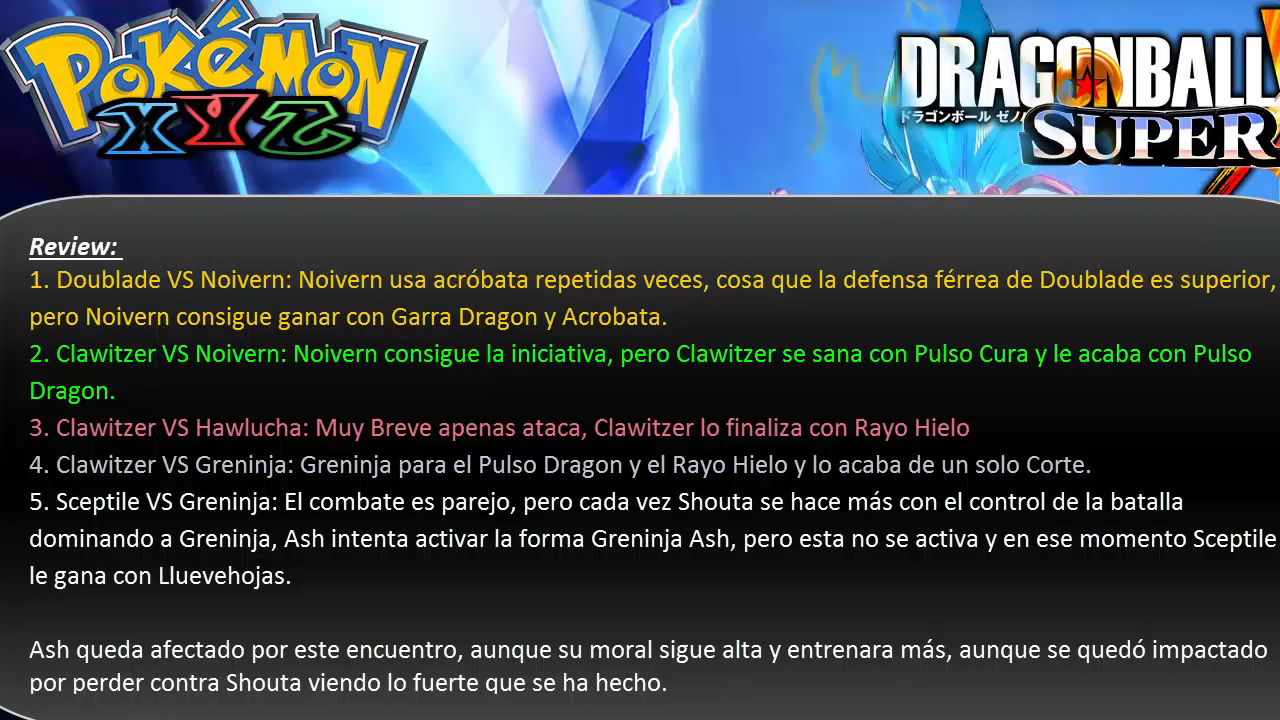 POKéMON
XYZ
DRAGONBALL
ドラゴンボール ゼノ
SUPER
Review:
1. Doublade VS Noivern: Noivern usa acróbata repetidas veces, cosa que la defensa férrea de Doublade es superior,
pero Noivern consigue ganar con Garra Dragon y Acrobata.
2. Clawitzer VS Noivern: Noivern consigue la iniciativa, pero Clawitzer se sana con Pulso Cura y le acaba con Pulso
Dragon.
3. Clawitzer VS Hawlucha: Muy Breve apenas ataca, Clawitzer lo finaliza con Rayo Hielo
4. Clawitzer VS Greninja: Greninja para el Pulso Dragon y el Rayo Hielo y lo acaba de un solo Corte.
5. Sceptile VS Greninja: El combate es parejo, pero cada vez Shouta se hace más con el control de la batalla
dominando a Greninja, Ash intenta activar la forma Greninja Ash, pero esta no se activa y en ese momento Sceptile
le gana con Lluevehojas.
Ash queda afectado por este encuentro, aunque su moral sigue alta y entrenara más, aunque se quedó impactado
por perder contra Shouta viendo lo fuerte que se ha hecho.